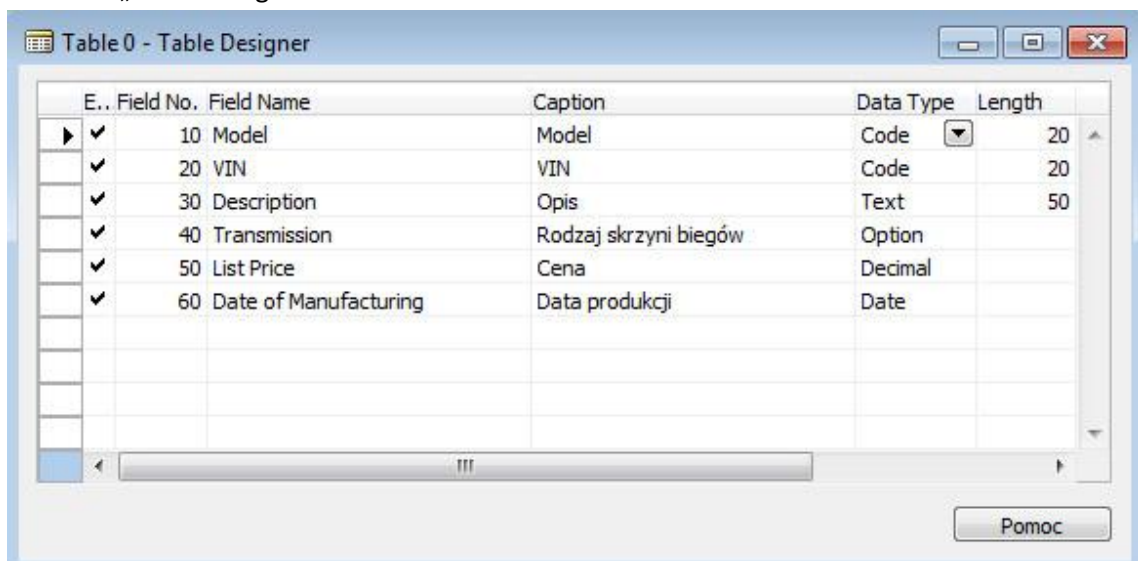 Table 0 - Table Designer
E.. Field No. Field Name Caption Data Type Length
10 Model Model Code 20
20 VIN VIN Code 20
30 Description Opis Text 50
40 Transmission Rodzaj skrzyni biegów Option
50 List Price Cena Decimal
60 Date of Manufacturing Data produkcji Date
Pomoc